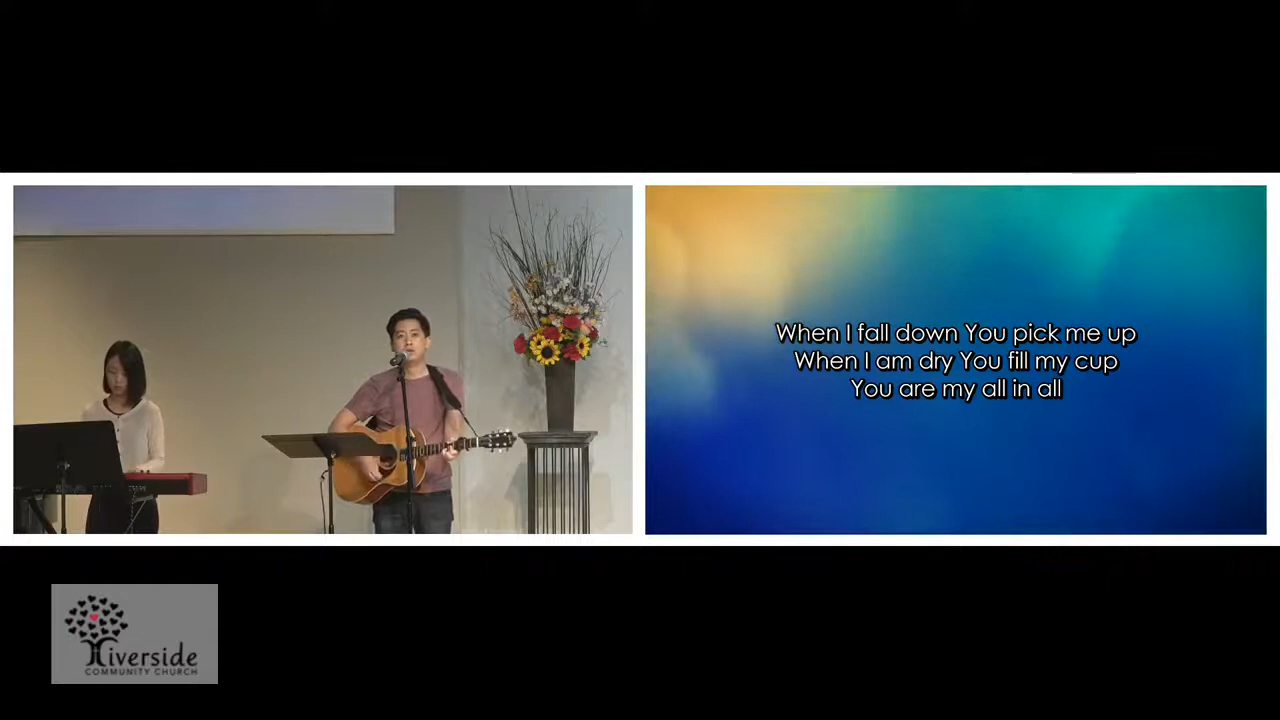 When I fall down You pick me up
When I am dry You fill my cup
You are my all in all
Riverside
COMMUNITY CHURCH